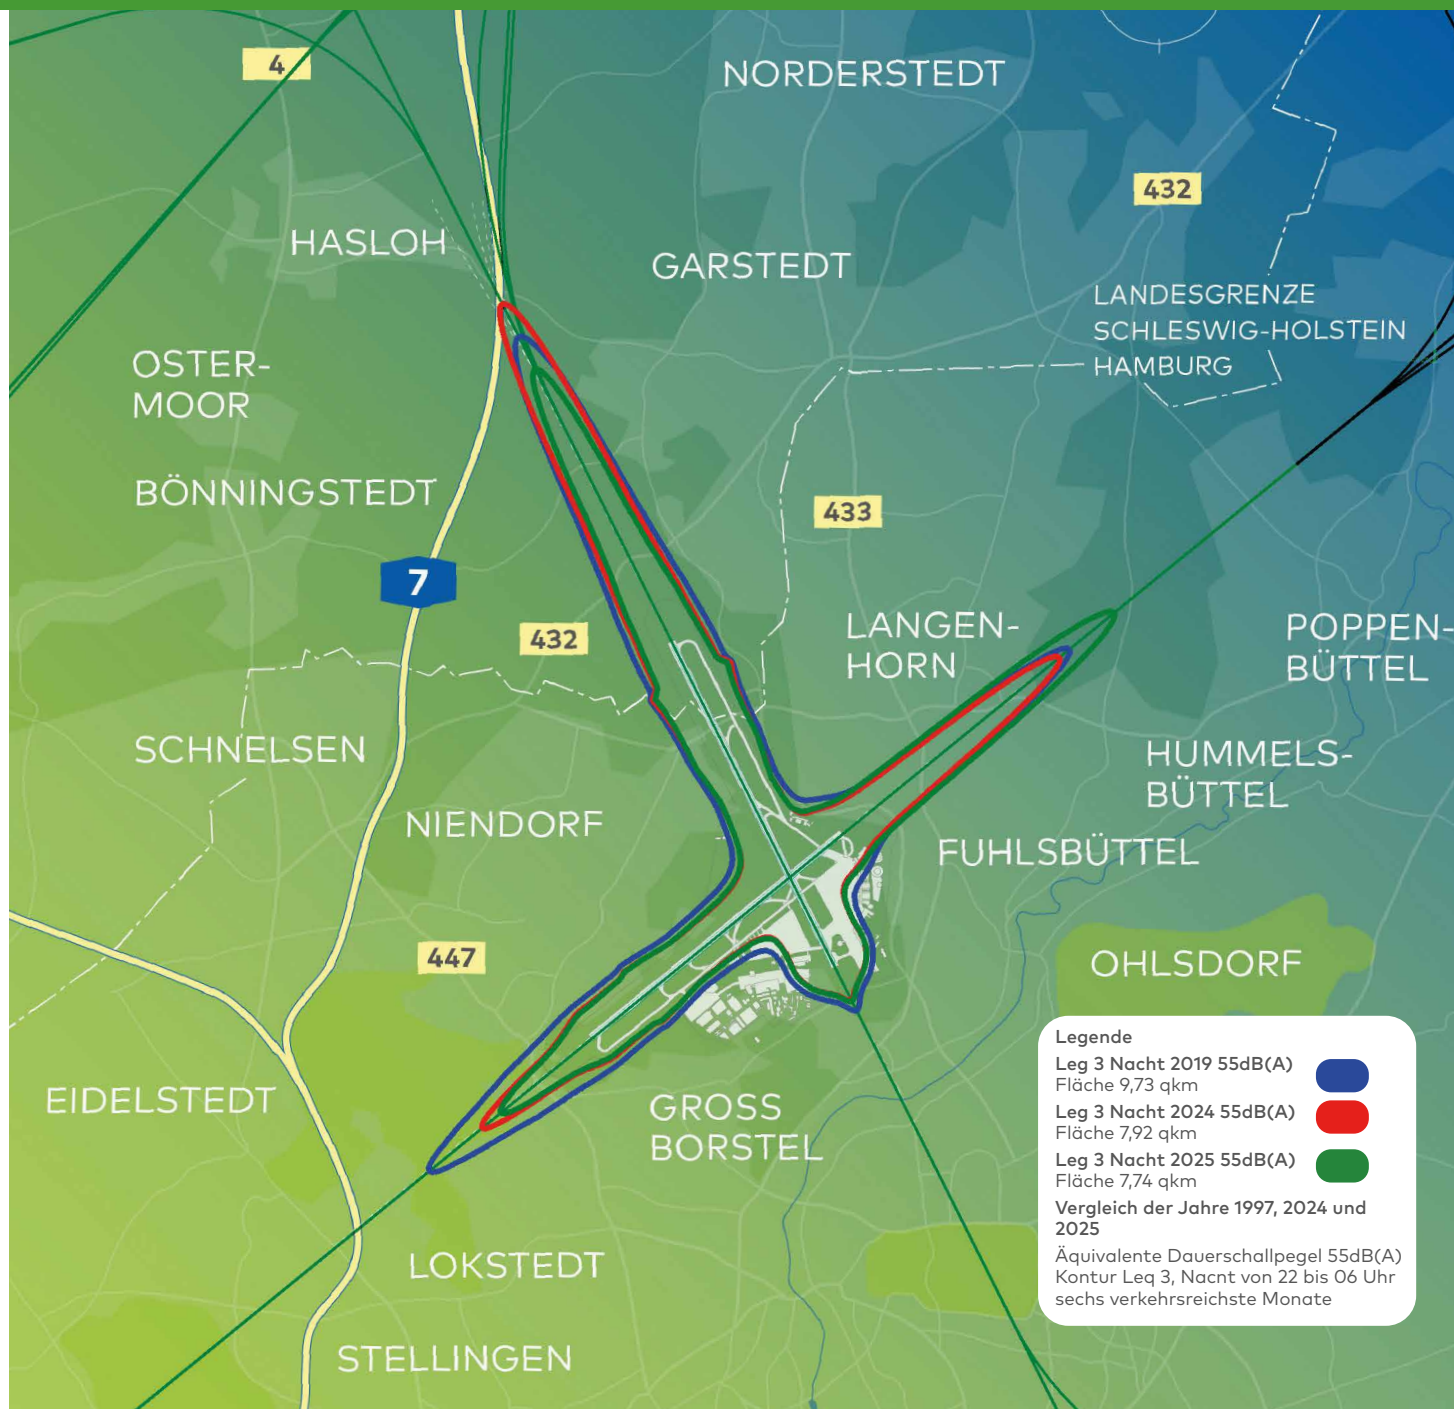 4
NORDERSTEDT
432
HASLOH
GARSTEDT
LANDESGRENZE
SCHLESWIG-HOLSTEIN
HAMBURG
OSTER-
MOOR
BÖNNINGSTEDT
433
7
432
LANGEN-
HORN
POPPEN-
BÜTTEL
SCHNELSEN
HUMMELS-
BÜTTEL
NIENDORF
FUHLSBÜTTEL
447
OHLSDORF
EIDELSTEDT
GROSS
BORSTEL
LOKSTEDT
STELLINGEN
Legende
Leg 3 Nacht 2019 55dB(A)
Fläche 9,73 qkm
Leg 3 Nacht 2024 55dB(A)
Fläche 7,92 qkm
Leg 3 Nacht 2025 55dB(A)
Fläche 7,74 qkm
Vergleich der Jahre 1997, 2024 und
2025
Äquivalente Dauerschallpegel 55dB(A)
Kontur Leq 3, Nacnt von 22 bis 06 Uhr
sechs verkehrsreichste Monate